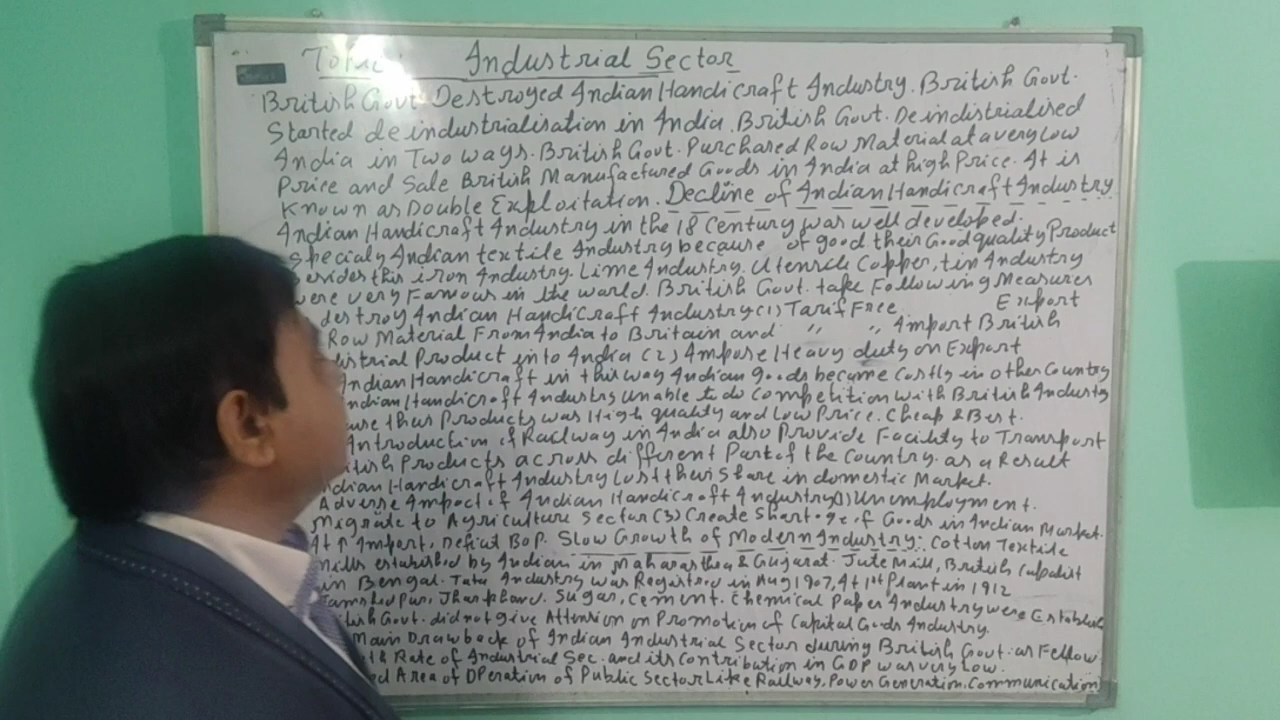 Industrial Sector
British Govt. Destroyed Indian Handicraft Industry. British Govt.
Started deindustrialisation in India. British Govt. Deindistrialised
India in Two ways. British Govt. Purchased Row Material at a very Low
Price and Sale British Manufactured Goods in India at high Price. It is
Known as Double Exploitation. Decline of Indian Handicraft Industry
Indian Handicraft Industry in the 18 Century was well developed.
specialy Indian textile Industry because of good their Good quality Product
Besides this iron Industry. Lime Industry. Utensils Copper, tin Industry
were very Famous in the world. British Govt. take Following Measures
destroy Indian Handicraft Industry: (1) Tarif Free Export
Row Material From India to Britain and " " Import British
Industrial Product into India (2) Impose Heavy duty on Export
Indian Handicraft in this way Indian goods became Costly in other Country
Indian Handicraft Industry unable to do Competition with British Industry
Products was High quality and Low Price. Cheap & Best.
Introduction of Railway in India also Provide Facility to Transport
British Products across different Part of the Country. as a Result
Indian Handicraft Industry Lost their Share in domestic Market.
Adverse Impact of Indian Handicraft Industry (1) Unemployment.
Migrate to Agriculture Sector (3) Create Shortage of Goods in Indian Market.
It ↑ Import, Deficit BOP. Slow Growth of Modern Industry: Cotton Textile
Mills established by Indian in Maharasthea & Gujarat. Jute Mill, British Capatist
in Bengal. Tata Industry was Registered in Aug 1907, It 1st Plant in 1912
Jamshedpur, Jharkhand. Sugar, Cement. Chemical Paper Industry were Establish
British Govt. did not give Attention on Promotion of Capital Goods Industry.
Main Drawback of Indian Industrial Sector during British Govt. as Follow
& Rate of Industrial Sec. and its Contribution in GDP was very Low.
Area of Operation of Public Sector Like Railway, Power Generation. Communication